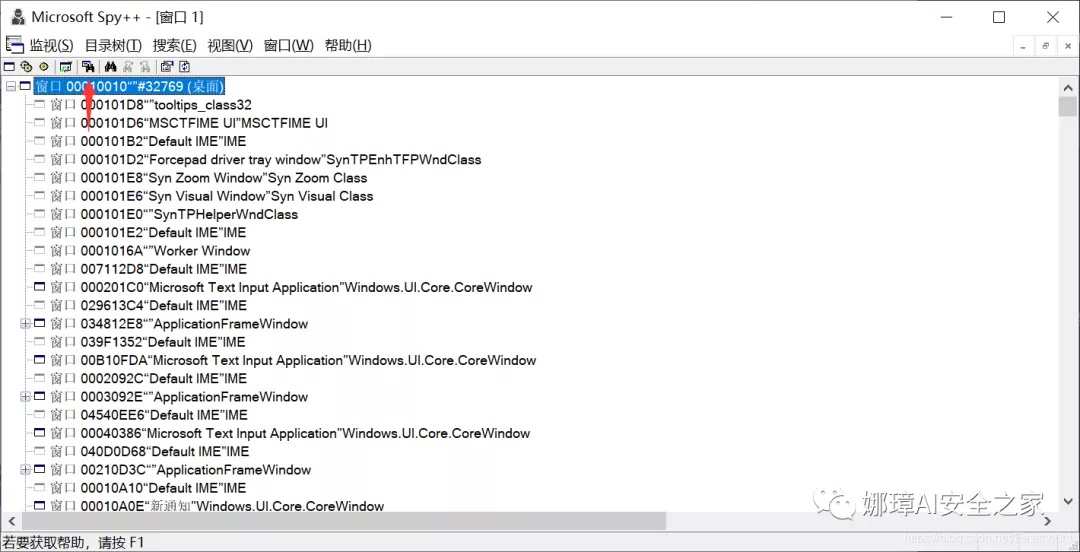 Microsoft Spy++ - [窗口 1]
监视(S) 目录树(T) 搜索(E) 视图(V) 窗口(W) 帮助(H)
窗口 00010010“”#32769 (桌面)
窗口 000101D8“”tooltips_class32
窗口 000101D6“MSCTFIME UI”MSCTFIME UI
窗口 000101B2“Default IME”IME
窗口 000101D2“Forcepad driver tray window”SynTPEnhTFPWndClass
窗口 000101E8“Syn Zoom Window”Syn Zoom Class
窗口 000101E6“Syn Visual Window”Syn Visual Class
窗口 000101E0“”SynTPHelperWndClass
窗口 000101E2“Default IME”IME
窗口 0001016A“”Worker Window
窗口 007112D8“Default IME”IME
窗口 000201C0“Microsoft Text Input Application”Windows.UI.Core.CoreWindow
窗口 029613C4“Default IME”IME
窗口 034812E8“”ApplicationFrameWindow
窗口 039F1352“Default IME”IME
窗口 00B10FDA“Microsoft Text Input Application”Windows.UI.Core.CoreWindow
窗口 0002092C“Default IME”IME
窗口 0003092E“”ApplicationFrameWindow
窗口 04540EE6“Default IME”IME
窗口 00040386“Microsoft Text Input Application”Windows.UI.Core.CoreWindow
窗口 040D0D68“Default IME”IME
窗口 00210D3C“”ApplicationFrameWindow
窗口 00010A10“Default IME”IME
窗口 00010A0E“新通知”Windows.UI.Core.CoreWindow
娜璋AI安全之家
https://blog.csdn.net/Eastmount
若要获取帮助，请按 F1